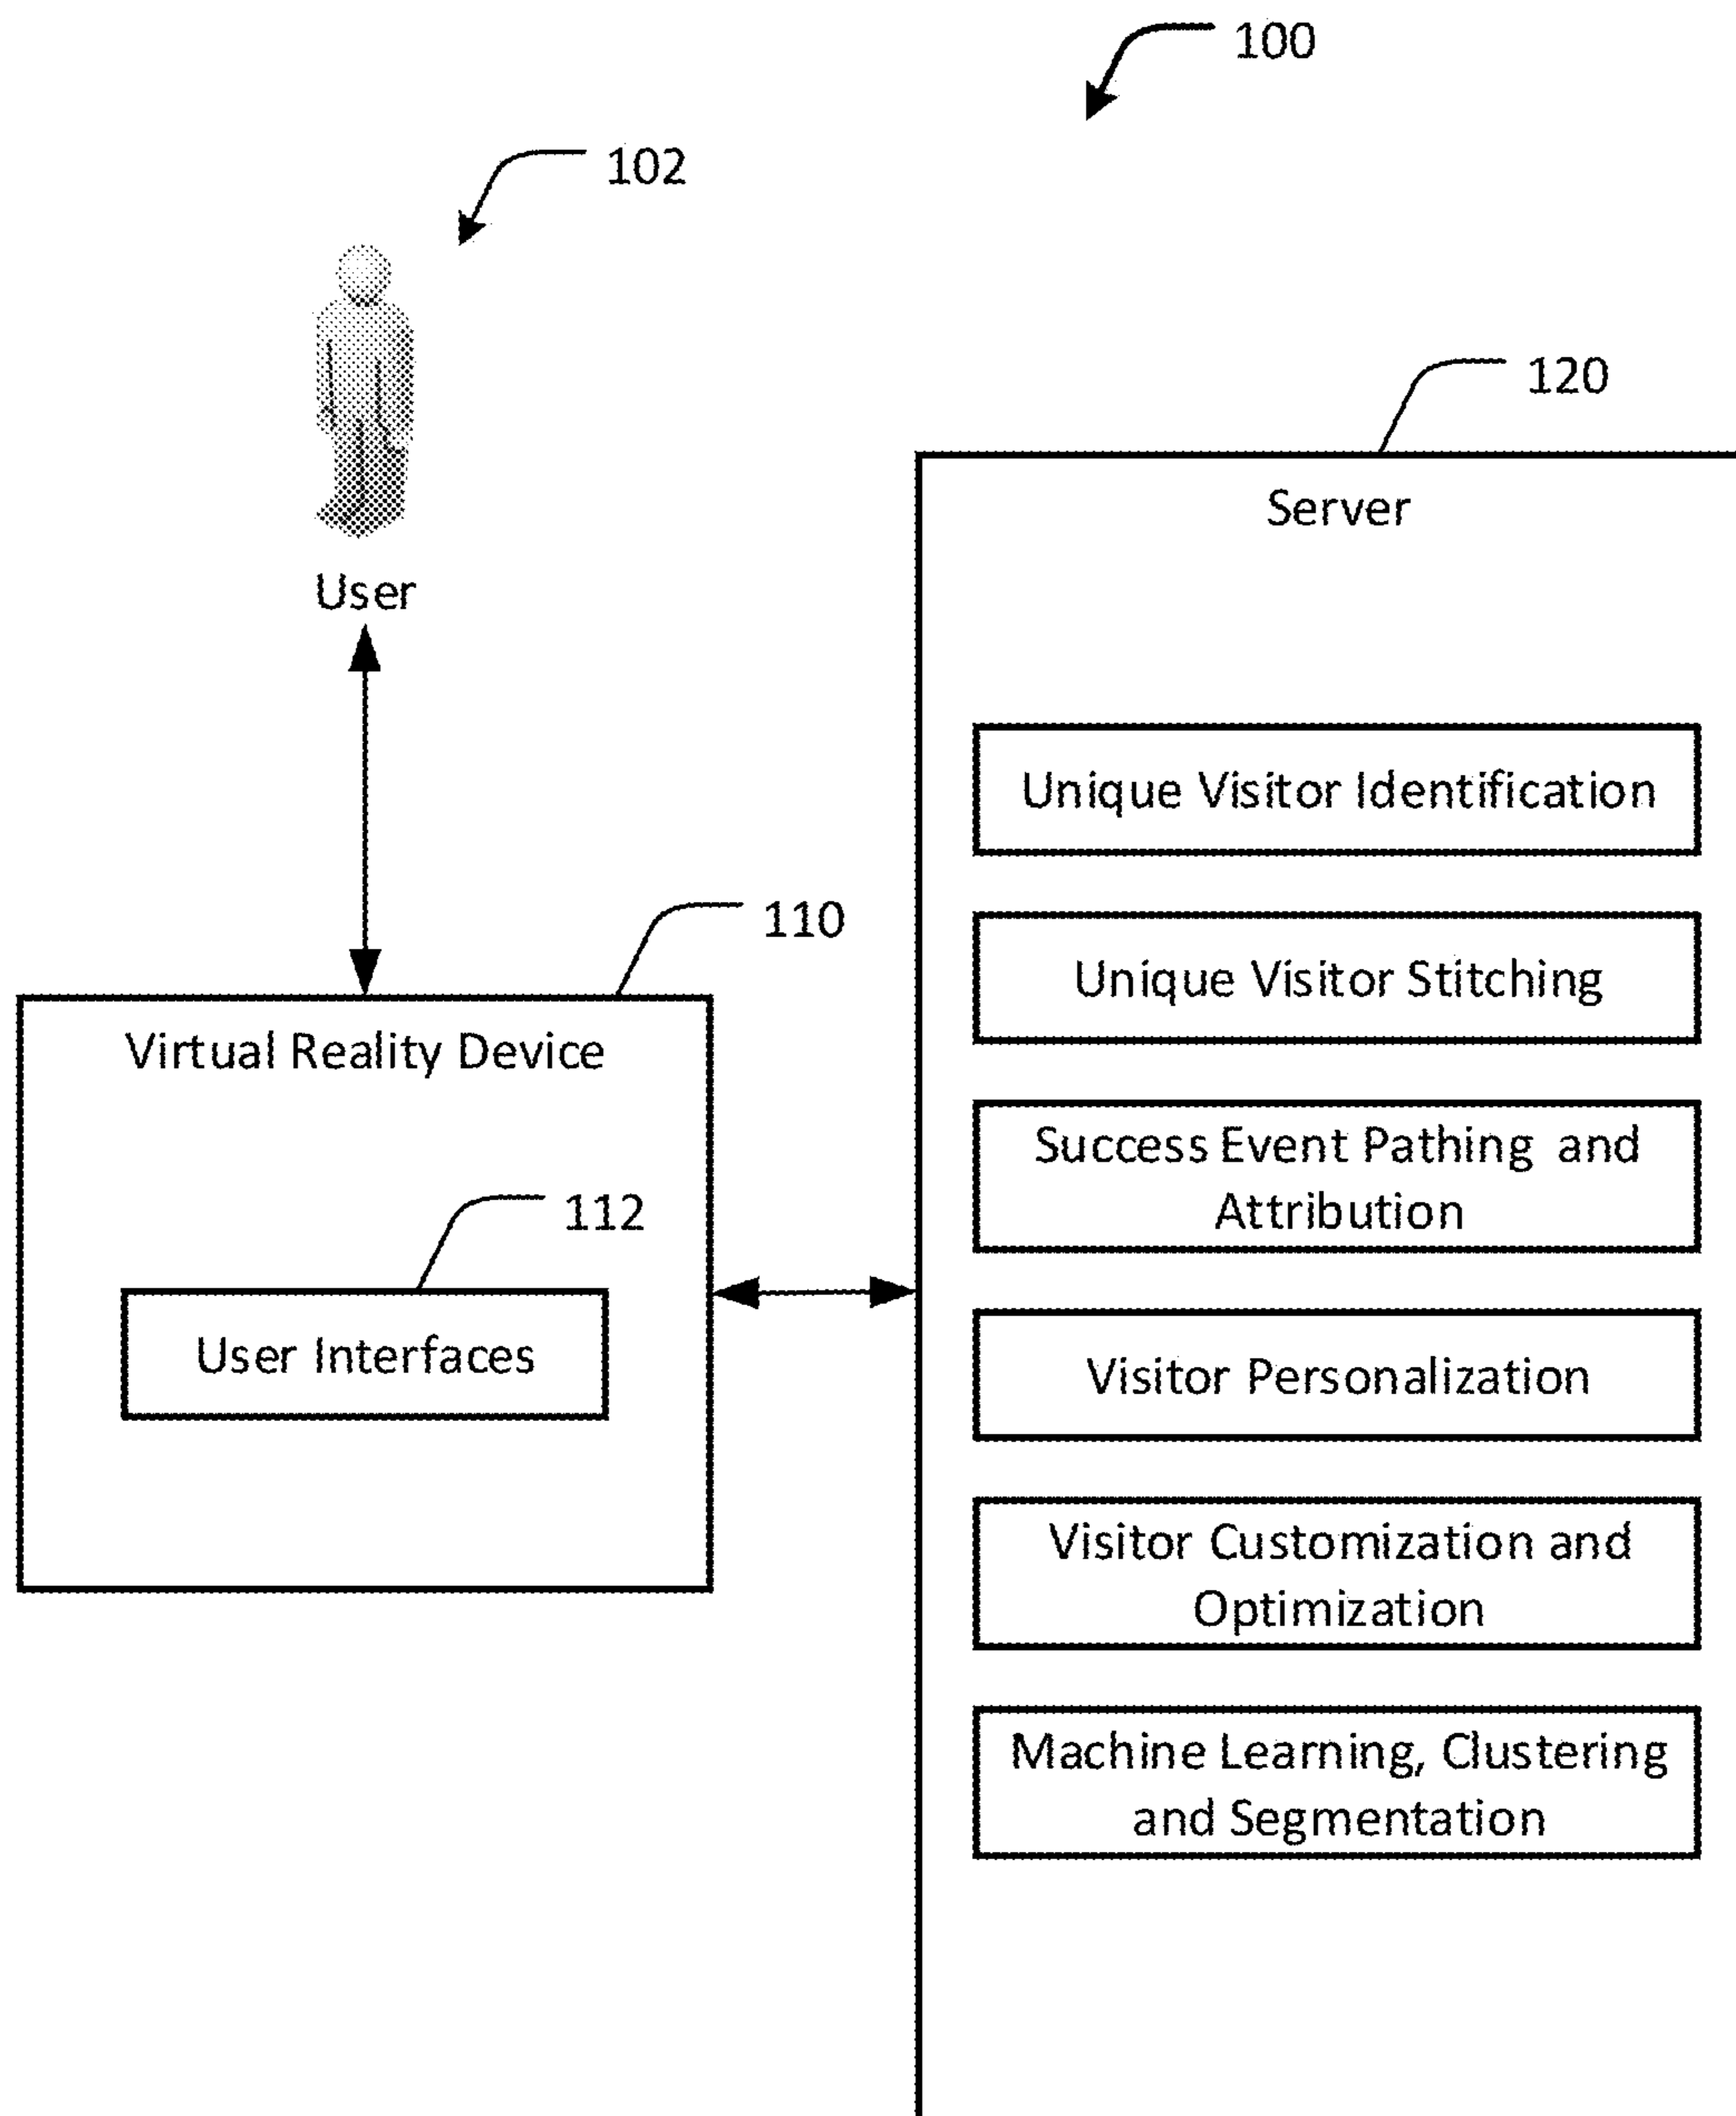 100
102
User
120
Server
Unique Visitor Identification
Unique Visitor Stitching
Success Event Pathing and
Attribution
Visitor Personalization
Visitor Customization and
Optimization
Machine Learning, Clustering
and Segmentation
110
Virtual Reality Device
112
User Interfaces